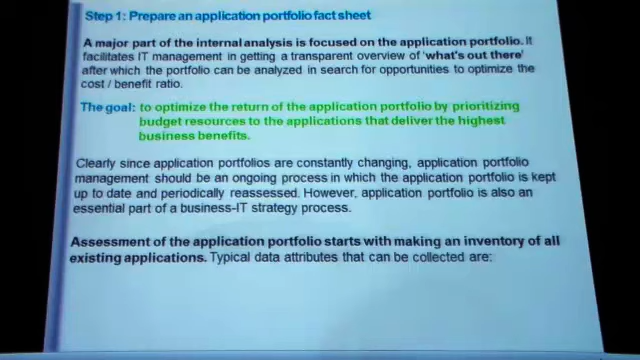 Step 1: Prepare an application portfolio fact sheet
A major part of the internal analysis is focused on the application portfolio. It
facilitates IT management in getting a transparent overview of 'what's out there'
after which the portfolio can be analyzed in search for opportunities to optimize the
cost / benefit ratio.
The goal: to optimize the return of the application portfolio by prioritizing
budget resources to the applications that deliver the highest
business benefits.
Clearly since application portfolios are constantly changing, application portfolio
management should be an ongoing process in which the application portfolio is kept
up to date and periodically reassessed. However, application portfolio is also an
essential part of a business-IT strategy process.
Assessment of the application portfolio starts with making an inventory of all
existing applications. Typical data attributes that can be collected are: